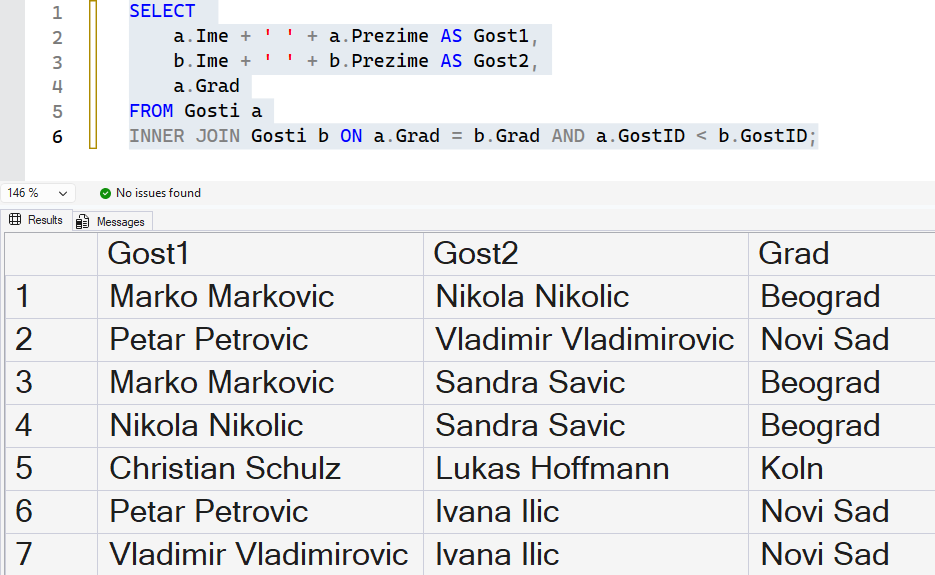 1 SELECT
2 a.Ime + ' ' + a.Prezime AS Gost1,
3 b.Ime + ' ' + b.Prezime AS Gost2,
4 a.Grad
5 FROM Gosti a
6 INNER JOIN Gosti b ON a.Grad = b.Grad AND a.GostID < b.GostID;
146 % No issues found
Results Messages
Gost1 Gost2 Grad
1 Marko Markovic Nikola Nikolic Beograd
2 Petar Petrovic Vladimir Vladimirovic Novi Sad
3 Marko Markovic Sandra Savic Beograd
4 Nikola Nikolic Sandra Savic Beograd
5 Christian Schulz Lukas Hoffmann Koln
6 Petar Petrovic Ivana Ilic Novi Sad
7 Vladimir Vladimirovic Ivana Ilic Novi Sad